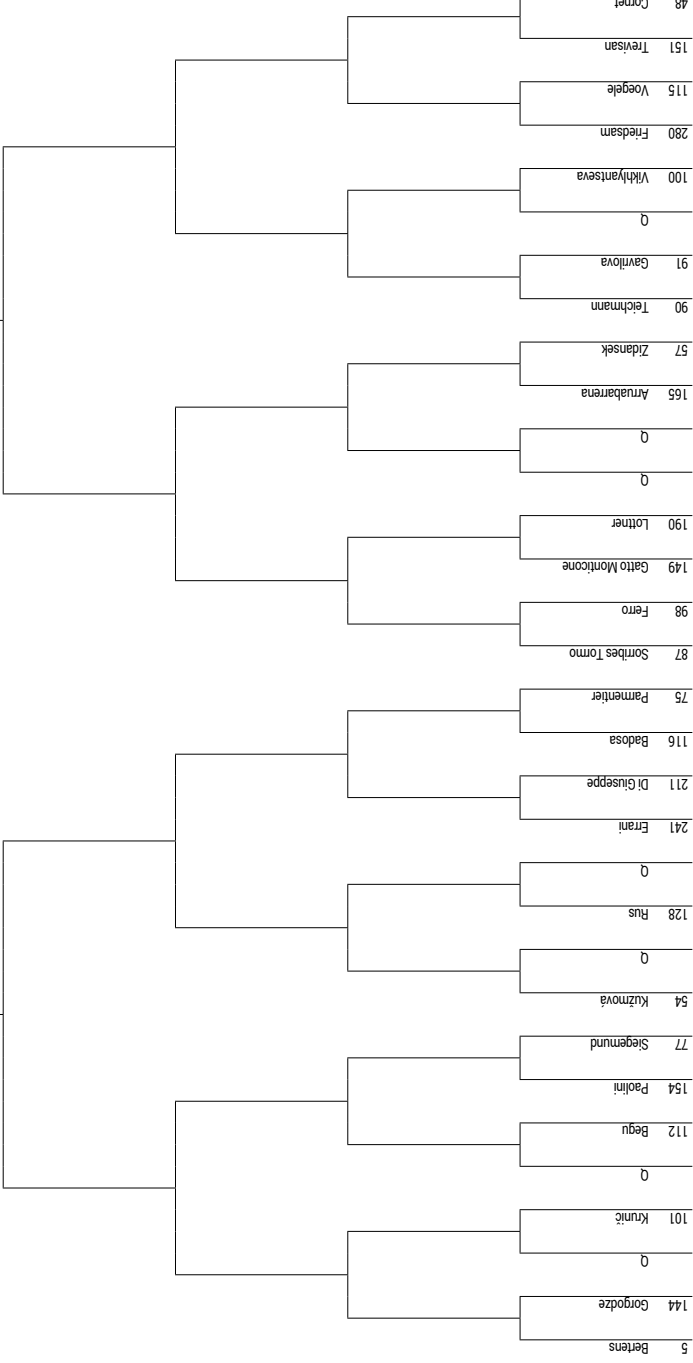 5 Bertens
144 Gorgodze
Q
101 Krunič
Q
112 Begu
154 Paolini
77 Siegemund
54 Kužmová
Q
128 Rus
Q
241 Errani
211 Di Giuseppe
116 Badosa
75 Parmentier
87 Sorribes Tormo
98 Ferro
149 Gatto Monticone
190 Lottner
Q
Q
165 Arruabarrena
57 Zidansek
90 Teichmann
91 Gavrilova
Q
100 Vikhlyantseva
280 Friedsam
115 Voegele
151 Trevisan
48 Cornet